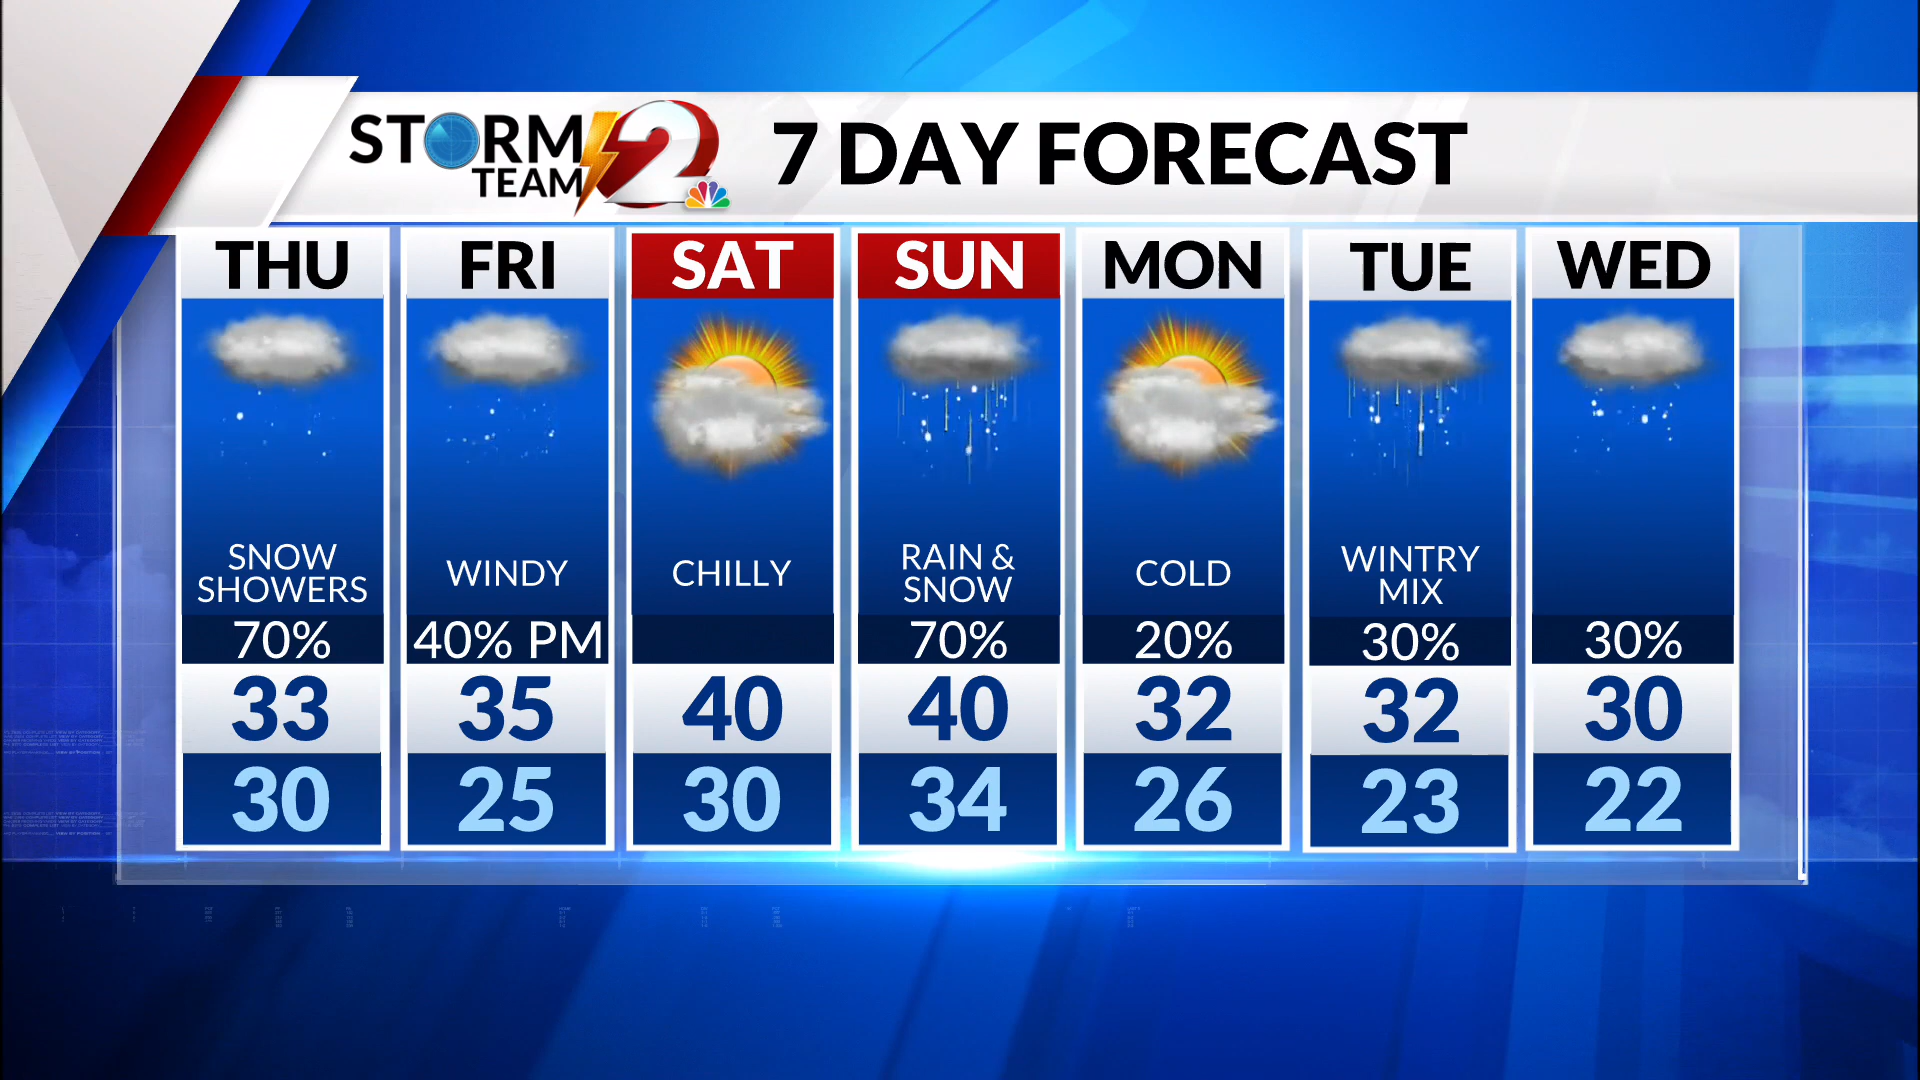 STORM
TEAM
2
7 DAY FORECAST
THU
FRI
SAT
SUN
MON
TUE
WED
SNOW
SHOWERS
WINDY
CHILLY
RAIN &
SNOW
COLD
WINTRY
MIX
70%
40% PM
70%
20%
30%
30%
33
35
40
40
32
32
30
30
25
30
34
26
23
22